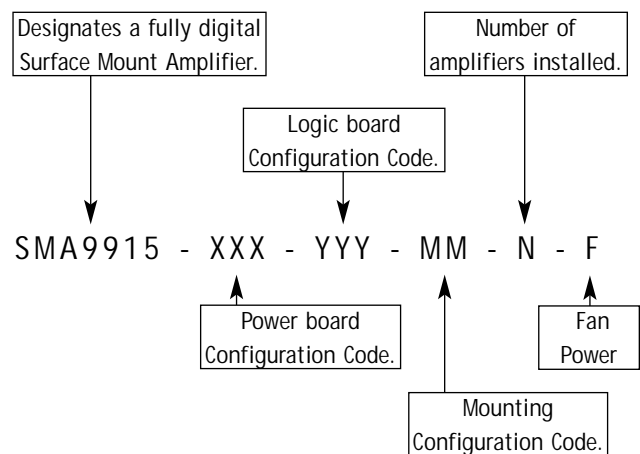 Designates a fully digital
Surface Mount Amplifier.
Number of
amplifiers installed.
Logic board
Configuration Code.
SMA9915 - XXX - YYY - MM - N - F
Power board
Configuration Code.
Fan
Power
Mounting
Configuration Code.